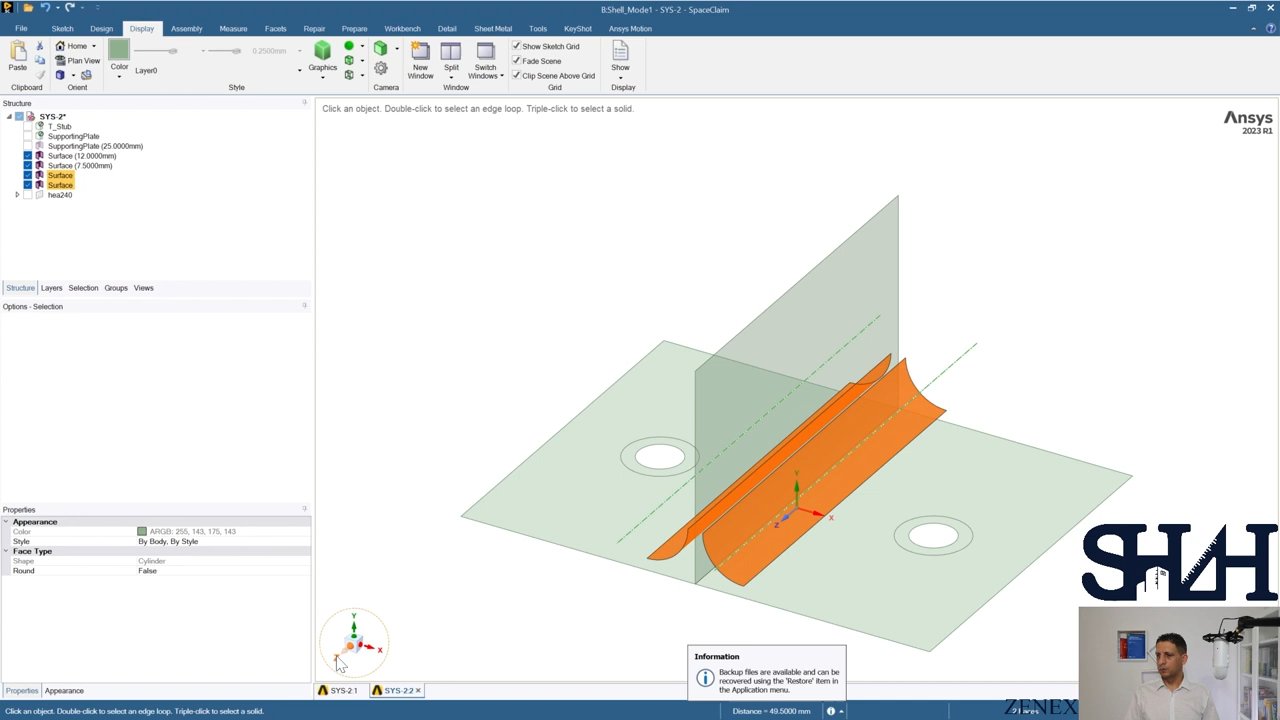 B:Shell_Mode1 - SYS-2 - SpaceClaim
File Sketch Design Display Assembly Measure Facets Repair Prepare Workbench Detail Sheet Metal Tools KeyShot Ansys Motion
Paste
Clipboard
Home
Plan View
Orient
Color
Layer0
0.2500mm
Style
Graphics
Camera
New Window
Split
Switch Windows
Window
Show Sketch Grid
Fade Scene
Clip Scene Above Grid
Grid
Show
Display
Structure
SYS-2*
T_Stub
SupportingPlate
SupportingPlate (25.0000mm)
Surface (12.0000mm)
Surface (7.5000mm)
Surface
Surface
hea240
Structure Layers Selection Groups Views
Options - Selection
Properties
Appearance
Color ARGB: 255, 143, 175, 143
Style By Body, By Style
Face Type
Shape Cylinder
Round False
Properties Appearance
Click an object. Double-click to select an edge loop. Triple-click to select a solid.
Ansys
2023 R1
Y
X
Z
Y
X
Z
Information
Backup files are available and can be
recovered using the 'Restore' item in
the Application menu.
SYS-2:1 SYS-2:2
Click an object. Double-click to select an edge loop. Triple-click to select a solid.
Distance = 49.5000 mm
2 Faces
ZENEX